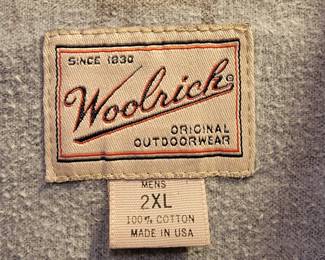 SINCE 1830
Woolrich®
ORIGINAL
OUTDOORWEAR
MENS
2XL
100% COTTON
MADE IN USA